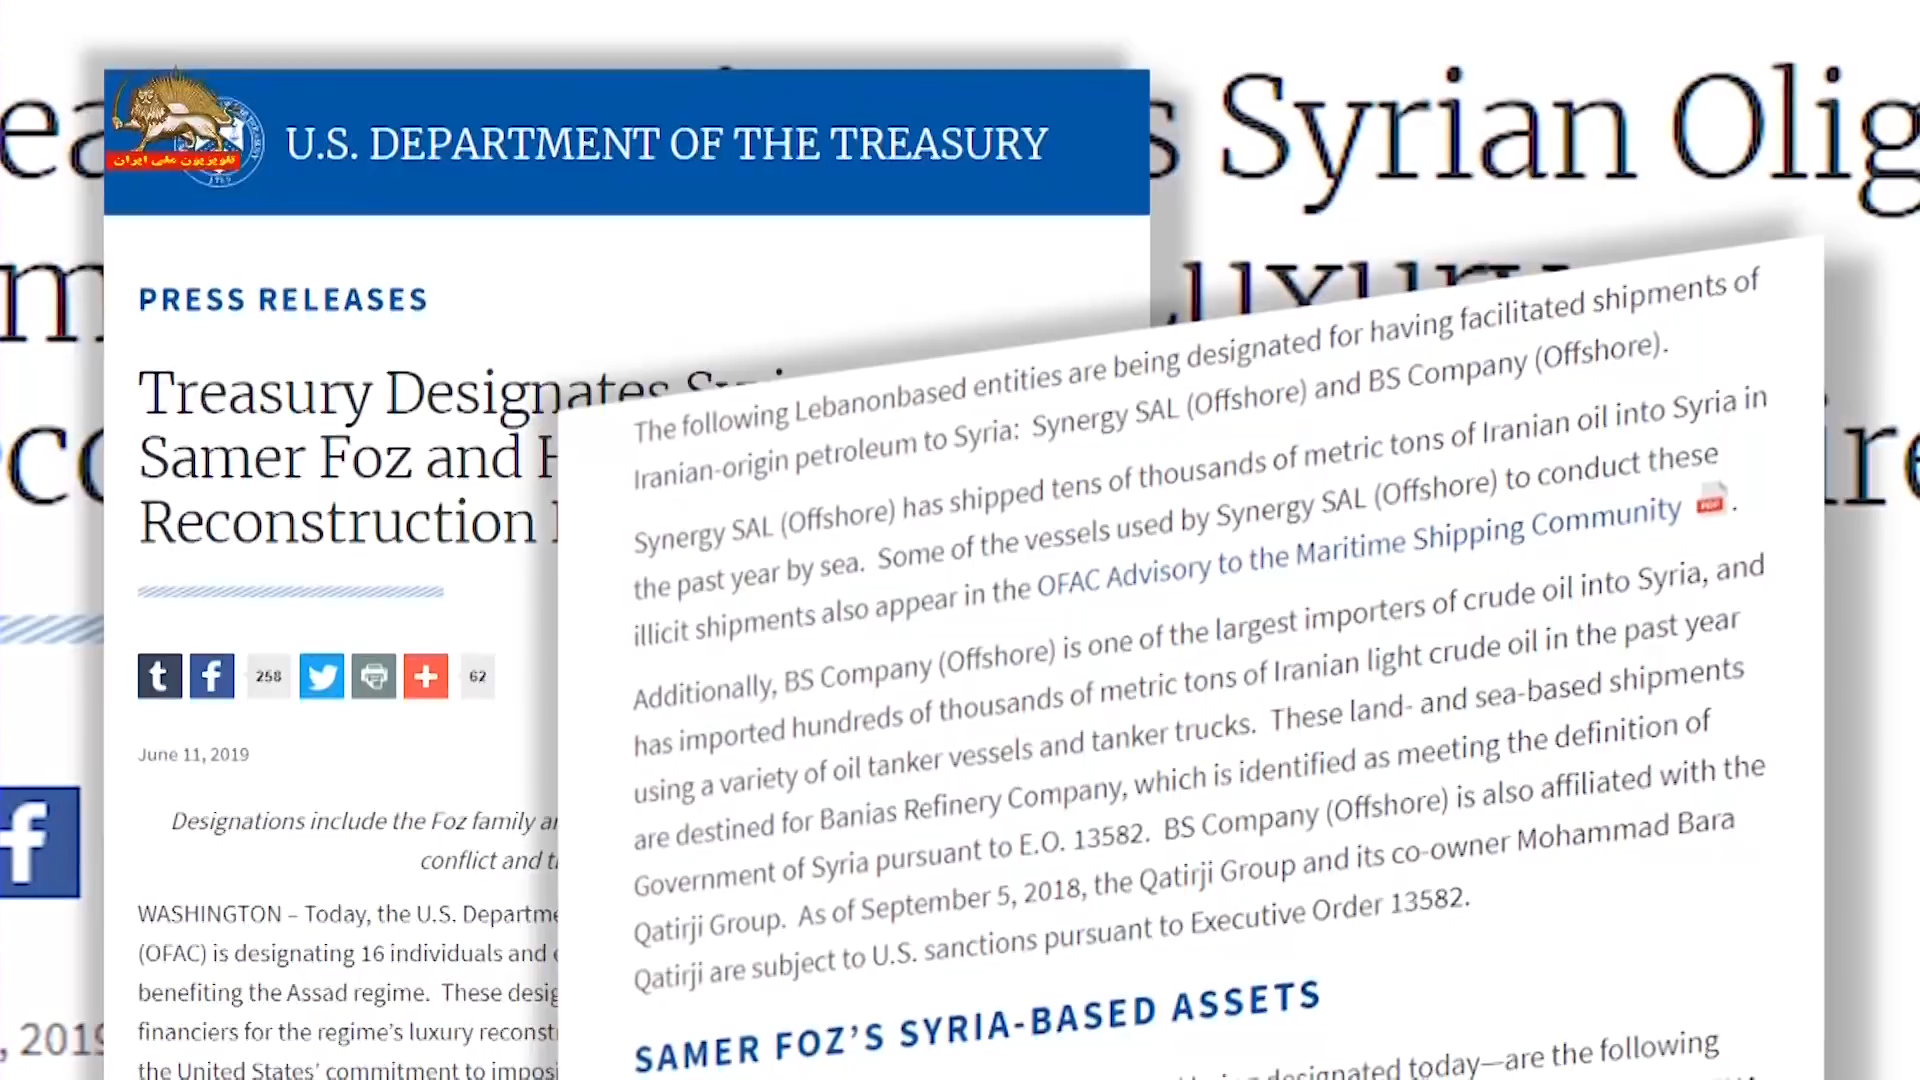 تلویزیون ملی ایران
U.S. DEPARTMENT OF THE TREASURY
s Syrian Olig
PRESS RELEASES
Treasury Designates
Samer Foz and H
Reconstruction
258
62
June 11, 2019
Designations include the Foz family
conflict and
WASHINGTON – Today, the U.S.
(OFAC) is designating 16 individuals and
benefiting the Assad regime. These
financiers for the regime's luxury
the United States' commitment to
, 2019
The following Lebanonbased entities are being designated for having facilitated shipments of
Iranian-origin petroleum to Syria: Synergy SAL (Offshore) and BS Company (Offshore).
Synergy SAL (Offshore) has shipped tens of thousands of metric tons of Iranian oil into Syria in
the past year by sea. Some of the vessels used by Synergy SAL (Offshore) to conduct these
illicit shipments also appear in the OFAC Advisory to the Maritime Shipping Community PDF .
Additionally, BS Company (Offshore) is one of the largest importers of crude oil into Syria, and
has imported hundreds of thousands of metric tons of Iranian light crude oil in the past year
using a variety of oil tanker vessels and tanker trucks. These land- and sea-based shipments
are destined for Banias Refinery Company, which is identified as meeting the definition of
Government of Syria pursuant to E.O. 13582. BS Company (Offshore) is also affiliated with the
Qatirji Group. As of September 5, 2018, the Qatirji Group and its co-owner Mohammad Bara
Qatirji are subject to U.S. sanctions pursuant to Executive Order 13582.
SAMER FOZ'S SYRIA-BASED ASSETS
designated today—are the following